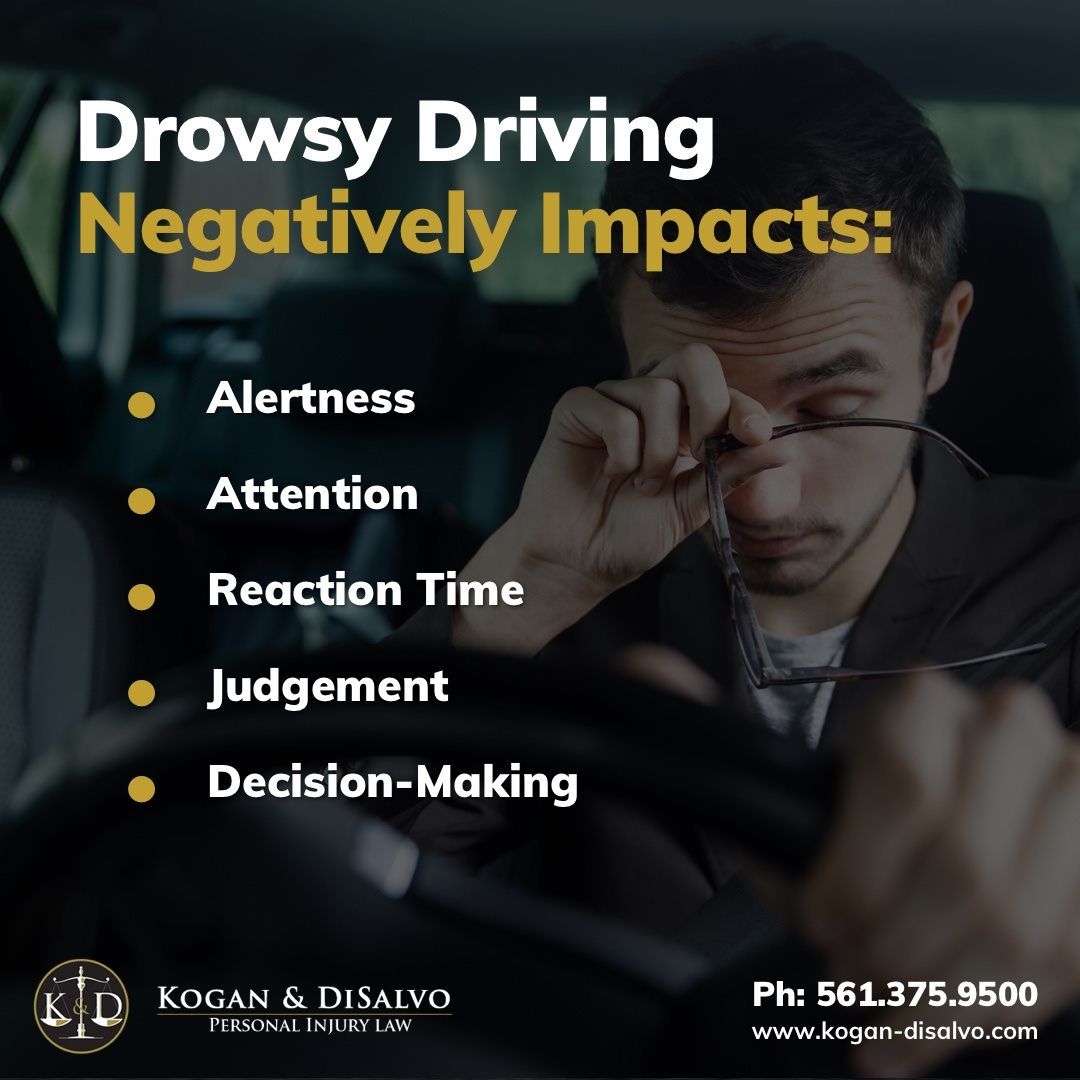 Drowsy Driving
Negatively Impacts:
Alertness
Attention
Reaction Time
Judgement
Decision-Making
K&D
KOGAN & DISALVO
PERSONAL INJURY LAW
Ph: 561.375.9500
www.kogan-disalvo.com